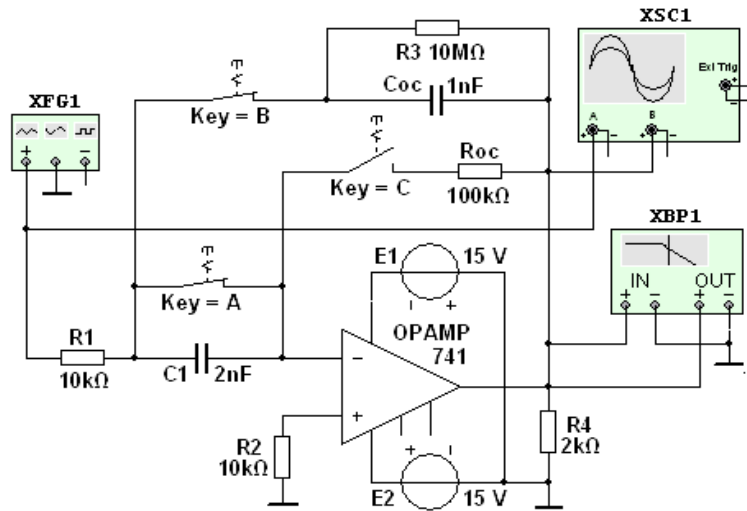 XSC1
R3 10MΩ
Coc 1nF
Ext Trig
XFG1
Key = B
A
B
Roc
100kΩ
Key = C
XBP1
E1
15 V
IN
OUT
Key = A
R1
10kΩ
C1
2nF
OPAMP
741
R2
10kΩ
R4
2kΩ
E2
15 V